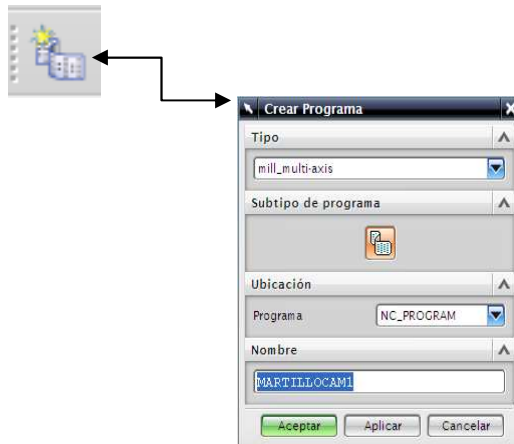 Crear Programa
Tipo
mill_multi-axis
Subtipo de programa
Ubicación
Programa NC_PROGRAM
Nombre
MARTILLOCAM1
Aceptar Aplicar Cancelar